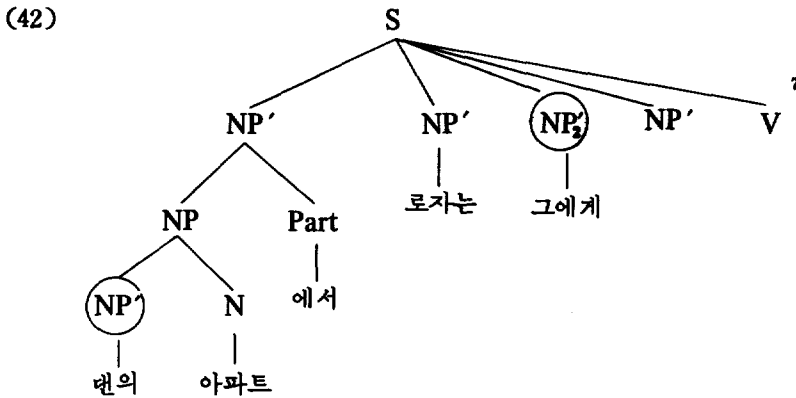 (42)
S
NP′ NP′ NP′₂ NP′ V
로자는 그에게
NP Part
에서
NP′ N
댄의 아파트